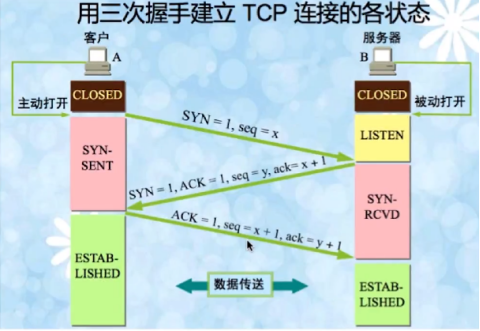 用三次握手建立 TCP 连接的各状态
客户
服务器
A
B
主动打开
CLOSED
CLOSED
被动打开
SYN = 1, seq = x
LISTEN
SYN-
SENT
SYN = 1, ACK = 1, seq = y, ack= x + 1
SYN-
RCVD
ACK = 1, seq = x + 1, ack = y + 1
ESTAB-
LISHED
数据传送
ESTAB-
LISHED